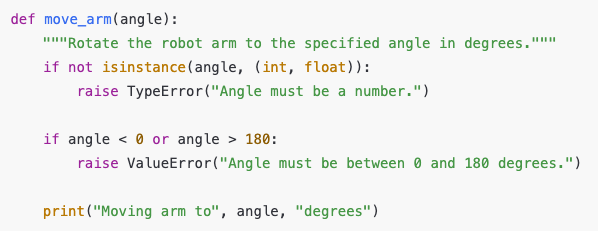 def move_arm(angle):
    """Rotate the robot arm to the specified angle in degrees."""
    if not isinstance(angle, (int, float)):
        raise TypeError("Angle must be a number.")

    if angle < 0 or angle > 180:
        raise ValueError("Angle must be between 0 and 180 degrees.")

    print("Moving arm to", angle, "degrees")